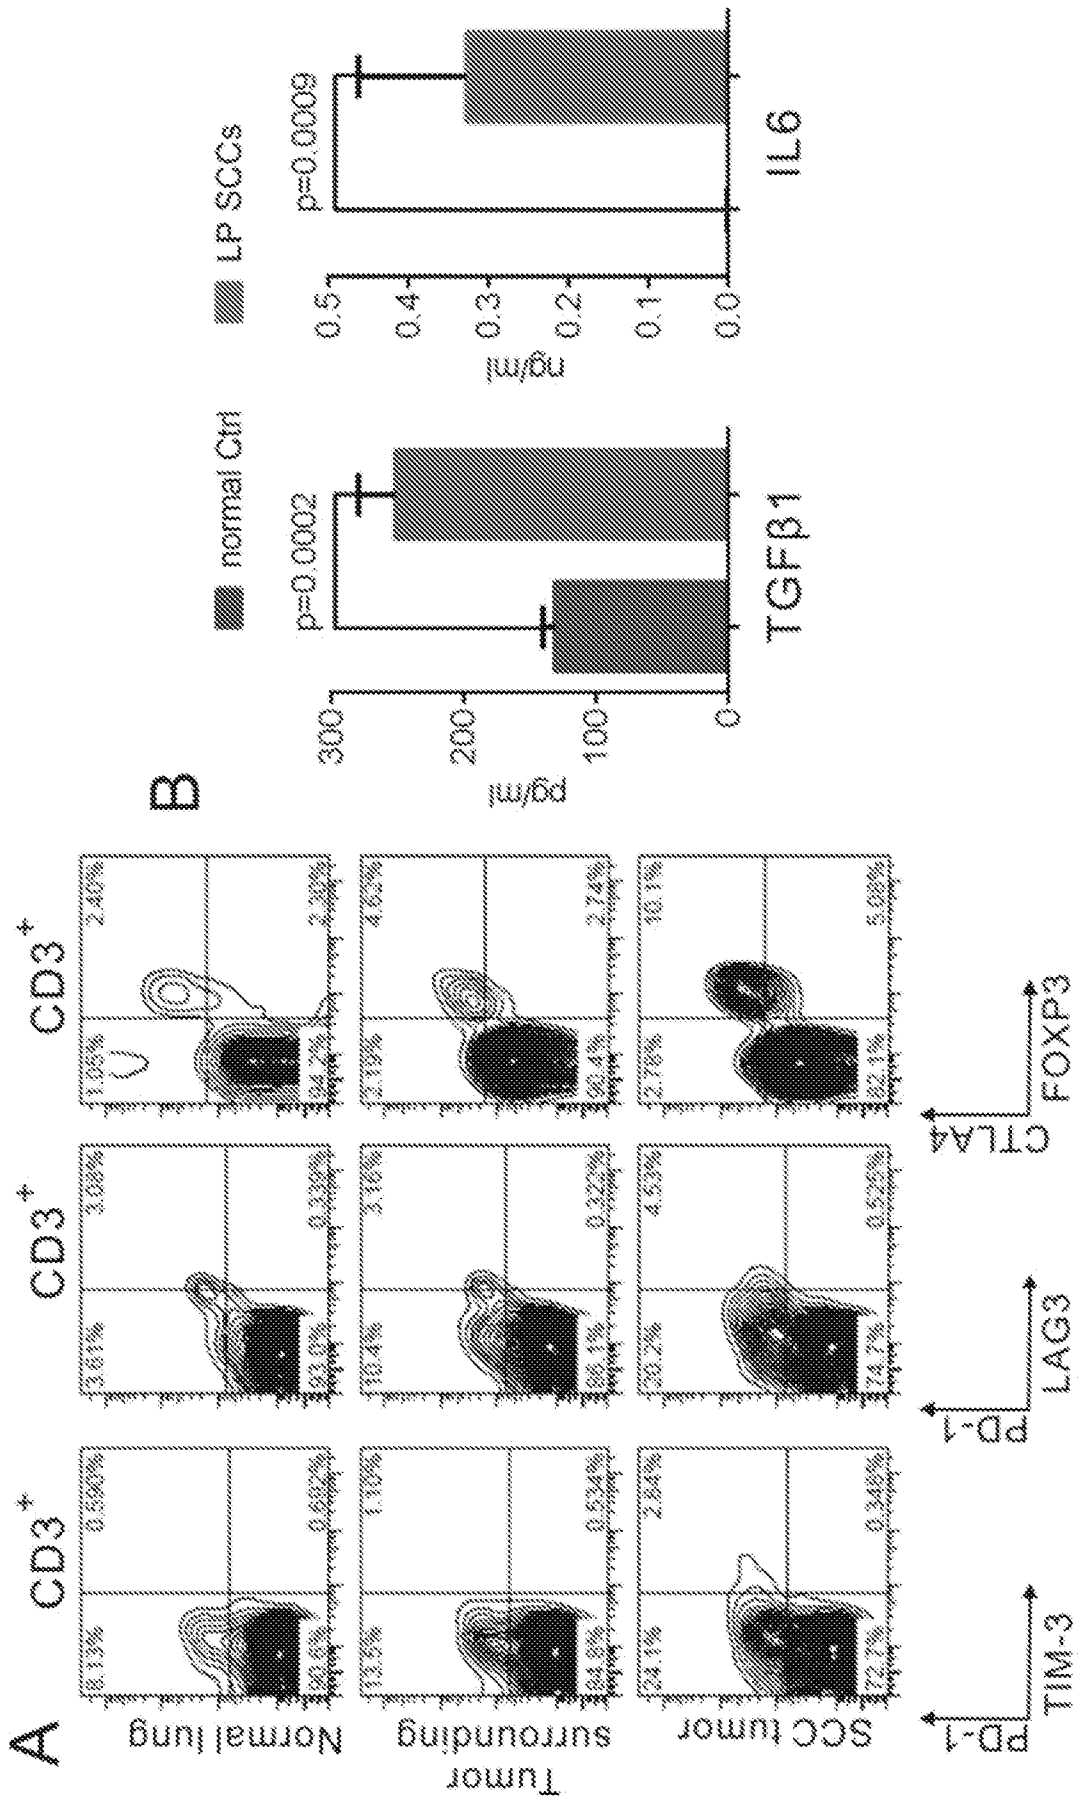 A
CD3+
CD3+
CD3+
Normal lung
8.13%
0.590%
90.6%
0.692%
3.61%
3.08%
93.0%
0.339%
1.05%
2.40%
94.2%
2.30%
Tumor
surrounding
13.5%
1.10%
84.8%
0.534%
10.4%
3.16%
86.1%
0.322%
2.19%
4.63%
90.4%
2.74%
SCC tumor
24.1%
2.84%
72.7%
0.348%
20.2%
4.53%
74.7%
0.525%
2.78%
10.1%
82.1%
5.08%
PD-1
TIM-3
PD-1
LAG3
CTLA4
FOXP3
B
normal Ctrl
LP SCCs
p=0.0002
pg/ml
300
200
100
0
TGFβ1
p=0.0009
ng/ml
0.5
0.4
0.3
0.2
0.1
0.0
IL6